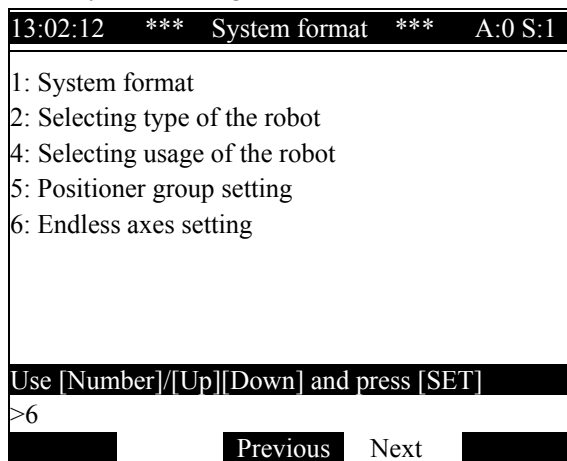 13:02:12 *** System format *** A:0 S:1
1: System format
2: Selecting type of the robot
4: Selecting usage of the robot
5: Positioner group setting
6: Endless axes setting
Use [Number]/[Up][Down] and press [SET]
>6
Previous Next